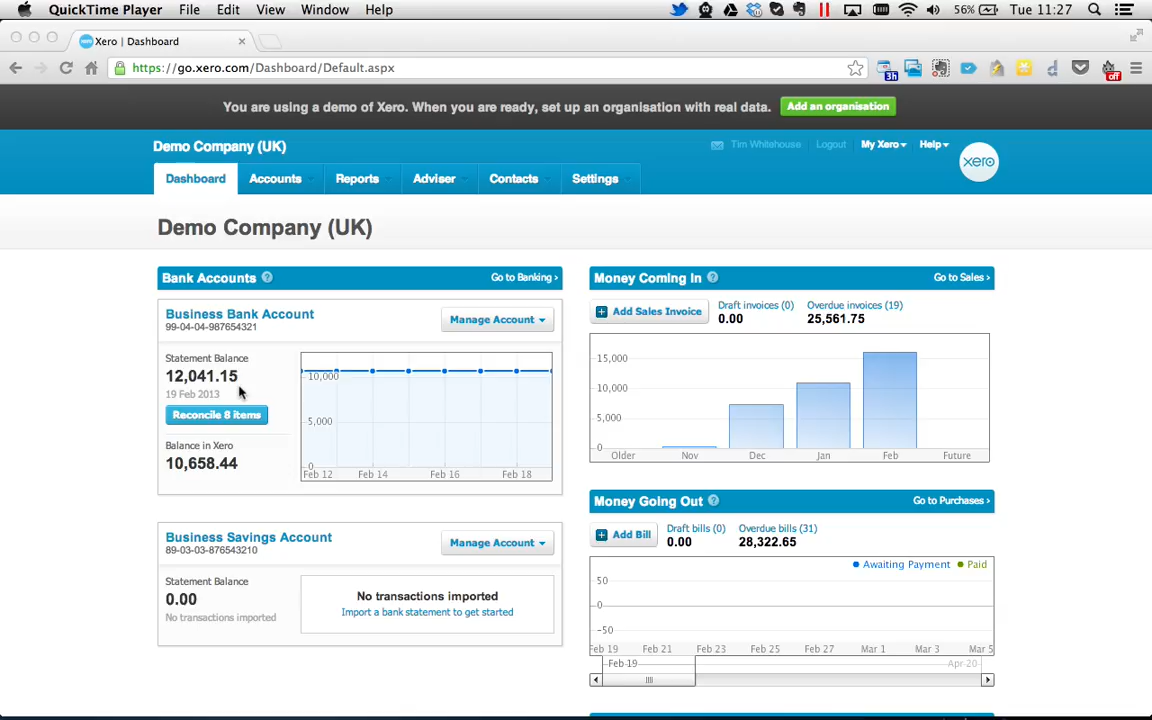 QuickTime Player File Edit View Window Help 56% Tue 11:27
Xero | Dashboard
https://go.xero.com/Dashboard/Default.aspx
3h
off
You are using a demo of Xero. When you are ready, set up an organisation with real data. Add an organisation
Demo Company (UK) Tim Whitehouse Logout My Xero Help
xero
Dashboard Accounts Reports Adviser Contacts Settings
Demo Company (UK)
Bank Accounts ? Go to Banking ›
Business Bank Account
99-04-04-987654321
Manage Account
Statement Balance
12,041.15
19 Feb 2013
Reconcile 8 items
Balance in Xero
10,658.44
10,000
5,000
0
Feb 12 Feb 14 Feb 16 Feb 18
Business Savings Account
89-03-03-876543210
Manage Account
Statement Balance
0.00
No transactions imported
No transactions imported
Import a bank statement to get started
Money Coming In ? Go to Sales ›
Add Sales Invoice
Draft invoices (0) Overdue invoices (19)
0.00 25,561.75
15,000
10,000
5,000
0
Older Nov Dec Jan Feb Future
Money Going Out ? Go to Purchases ›
Add Bill
Draft bills (0) Overdue bills (31)
0.00 28,322.65
Awaiting Payment Paid
50
0
-50
Feb 19 Feb 21 Feb 23 Feb 25 Feb 27 Mar 1 Mar 3 Mar 5
Feb 19 Apr 20